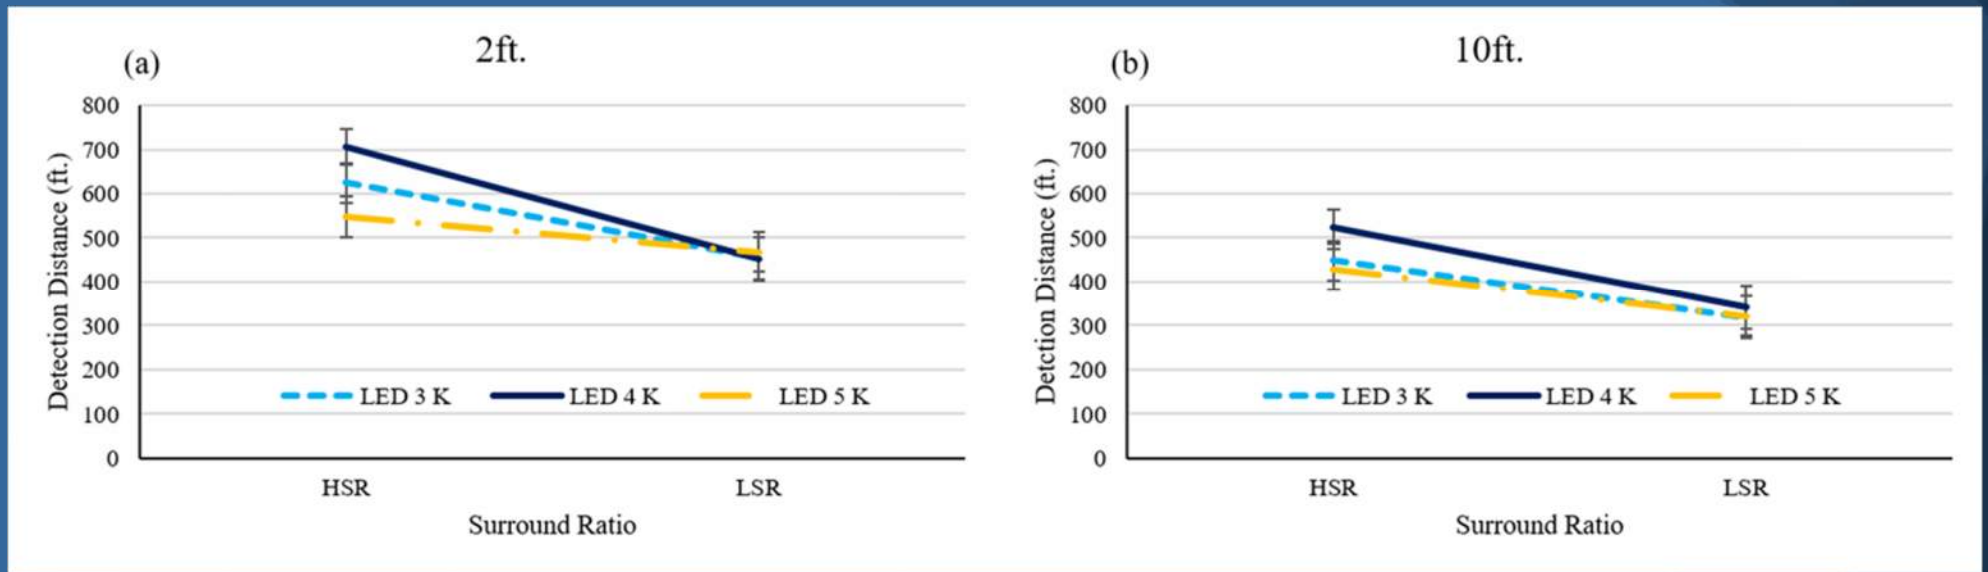 (a)
2ft.
800
700
600
500
400
300
200
100
0
Detection Distance (ft.)
LED 3 K
LED 4 K
LED 5 K
HSR
LSR
Surround Ratio
(b)
10ft.
800
700
600
500
400
300
200
100
0
Detction Distance (ft.)
LED 3 K
LED 4 K
LED 5 K
HSR
LSR
Surround Ratio